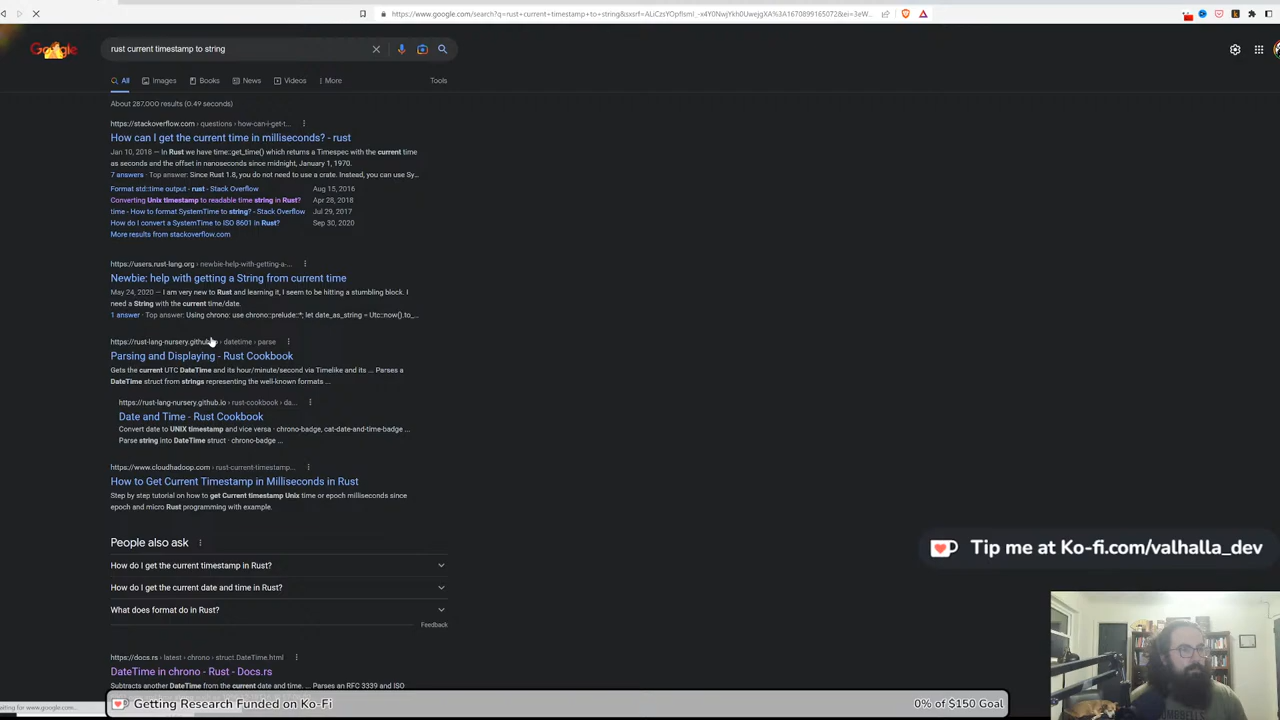 Google
rust current timestamp to string
All Images Books News Videos More Tools
About 287,000 results (0.49 seconds)
https://stackoverflow.com › questions › how-can-i-get-t...
How can I get the current time in milliseconds? - rust
Jan 10, 2018 — In Rust we have time::get_time() which returns a Timespec with the current time
as seconds and the offset in nanoseconds since midnight, January 1, 1970.
7 answers · Top answer: Since Rust 1.8, you do not need to use a crate. Instead, you can use Sy...
Format std::time output - rust - Stack Overflow Aug 15, 2016
Converting Unix timestamp to readable time string in Rust? Apr 28, 2018
time - How to format SystemTime to string? - Stack Overflow Jul 29, 2017
How do I convert a SystemTime to ISO 8601 in Rust? Sep 30, 2020
More results from stackoverflow.com
https://users.rust-lang.org › newbie-help-with-getting-a-...
Newbie: help with getting a String from current time
May 24, 2020 — I am very new to Rust and learning it, I seem to be hitting a stumbling block. I
need a String with the current time/date.
1 answer · Top answer: Using chrono: use chrono::prelude::*; let date_as_string = Utc::now().to_...
https://rust-lang-nursery.github.io › datetime › parse
Parsing and Displaying - Rust Cookbook
Gets the current UTC DateTime and its hour/minute/second via Timelike and its ... Parses a
DateTime struct from strings representing the well-known formats ...
https://rust-lang-nursery.github.io › rust-cookbook › da...
Date and Time - Rust Cookbook
Convert date to UNIX timestamp and vice versa · chrono-badge, cat-date-and-time-badge ...
Parse string into DateTime struct · chrono-badge ...
https://www.cloudhadoop.com › rust-current-timestamp...
How to Get Current Timestamp in Milliseconds in Rust
Step by step tutorial on how to get Current timestamp Unix time or epoch milliseconds since
epoch and micro Rust programming with example.
Tip me at Ko-fi.com/valhalla_dev
People also ask
How do I get the current timestamp in Rust?
How do I get the current date and time in Rust?
What does format do in Rust?
Feedback
https://docs.rs › latest › chrono › struct.DateTime.html
DateTime in chrono - Rust - Docs.rs
Subtracts another DateTime from the current date and time. ... Parses an RFC 3339 and ISO
Getting Research Funded on Ko-Fi 0% of $150 Goal